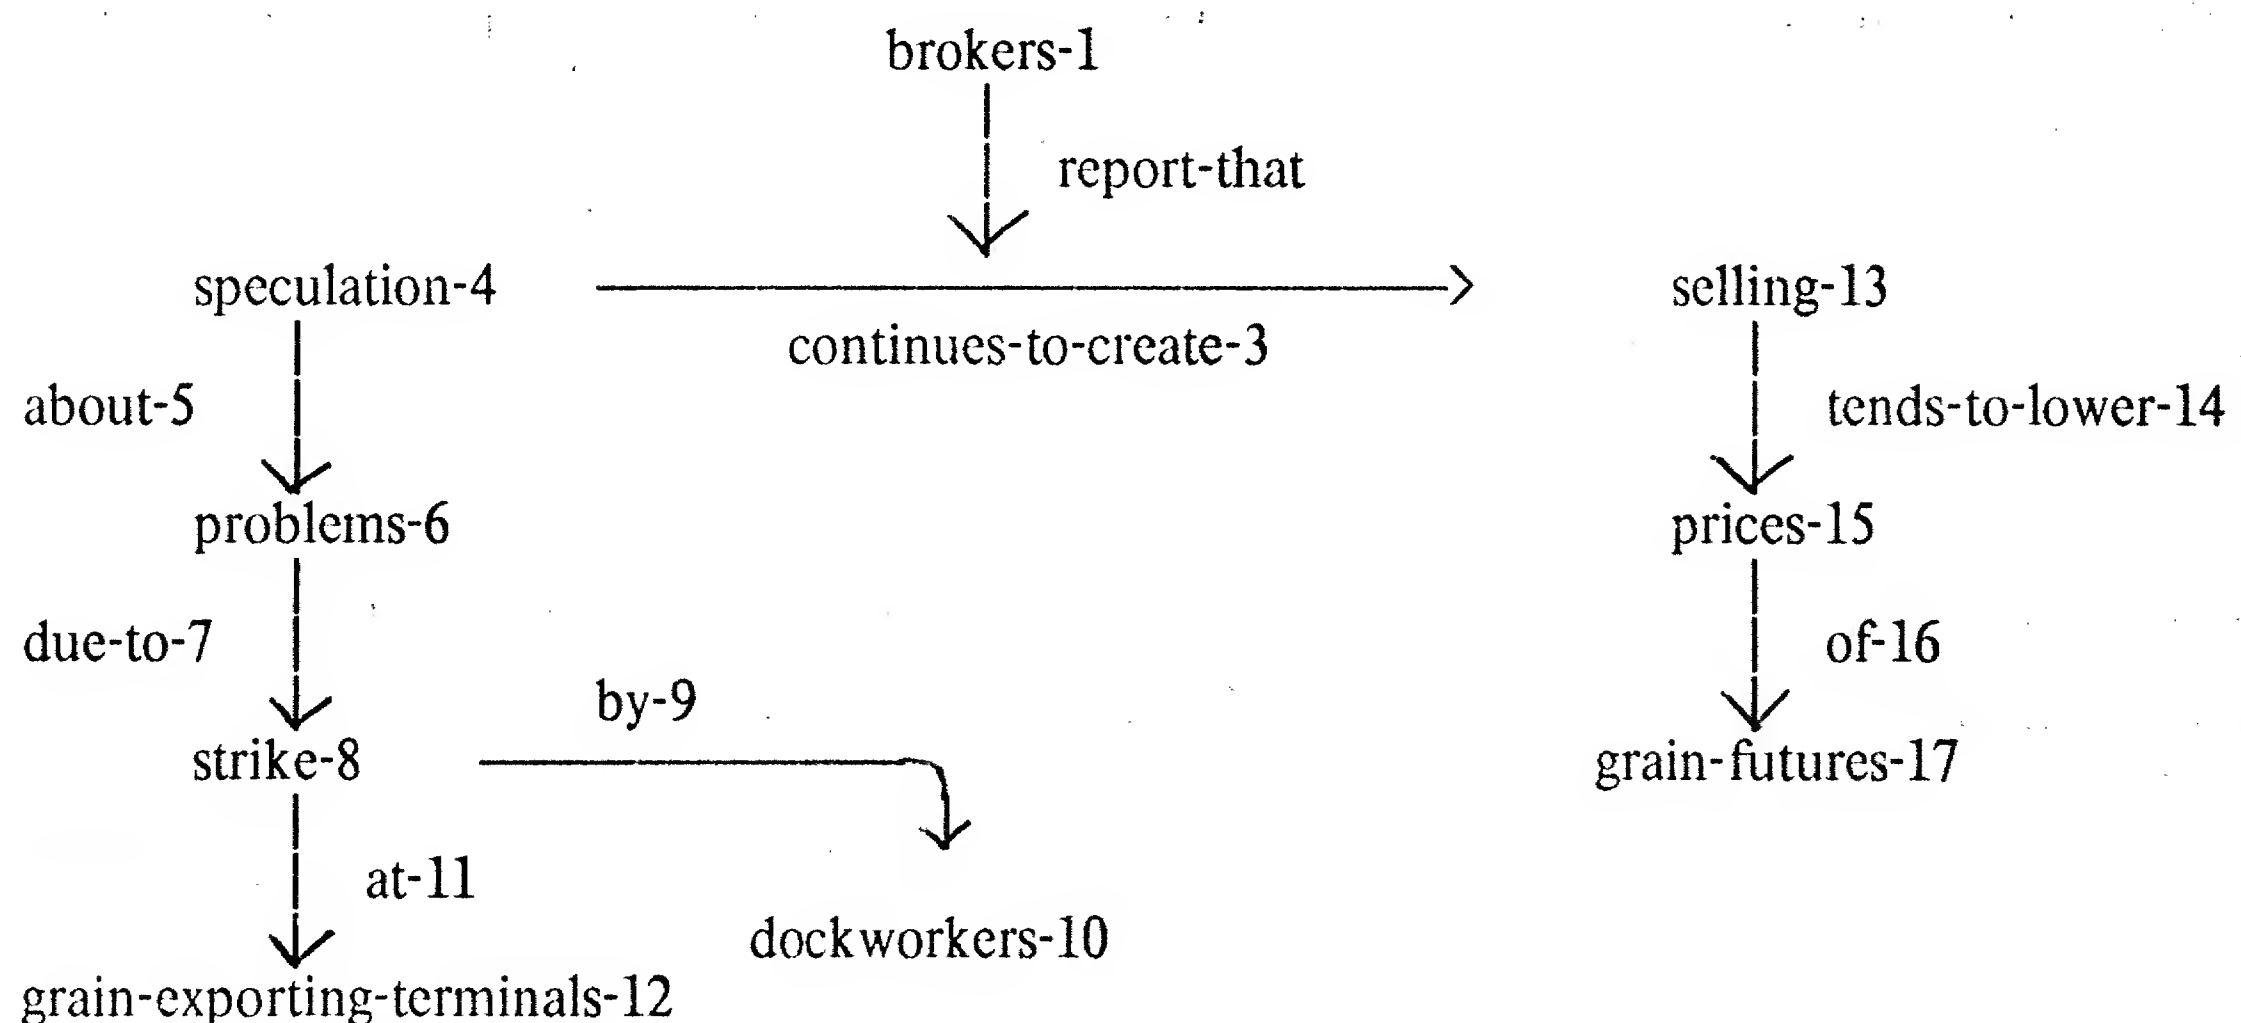 brokers-1
report-that
speculation-4
selling-13
continues-to-create-3
about-5
tends-to-lower-14
problems-6
prices-15
due-to-7
of-16
by-9
strike-8
grain-futures-17
at-11
dockworkers-10
grain-exporting-terminals-12